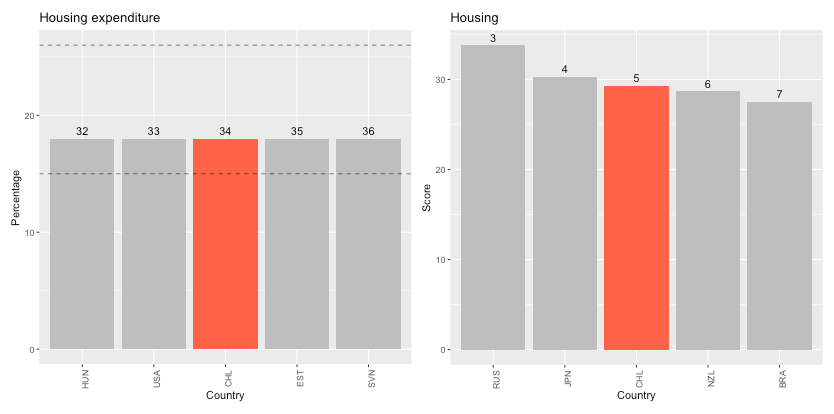 Housing expenditure
32 33 34 35 36
20
10
0
Percentage
HUN USA CHL EST SVN
Country
Housing
3
4
5
6
7
30
20
10
0
Score
RUS JPN CHL NZL BRA
Country